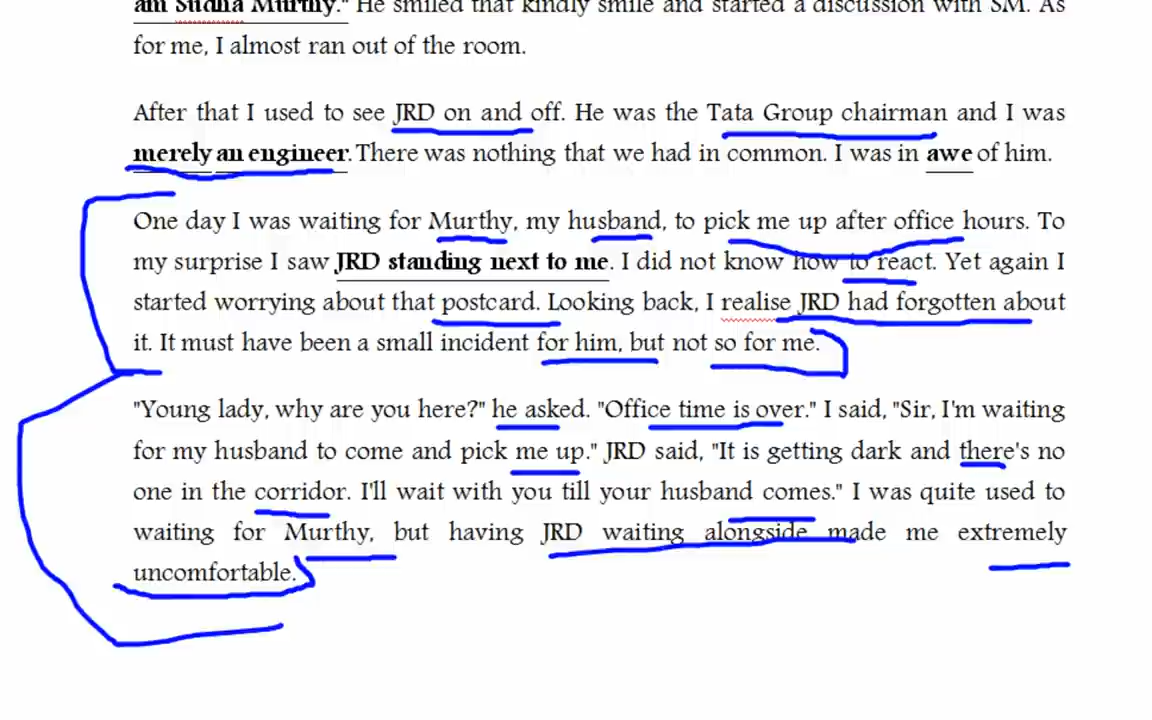 am Sudha Murthy." He smiled that kindly smile and started a discussion with SM. As
for me, I almost ran out of the room.
After that I used to see JRD on and off. He was the Tata Group chairman and I was
merely an engineer. There was nothing that we had in common. I was in awe of him.
One day I was waiting for Murthy, my husband, to pick me up after office hours. To
my surprise I saw JRD standing next to me. I did not know how to react. Yet again I
started worrying about that postcard. Looking back, I realise JRD had forgotten about
it. It must have been a small incident for him, but not so for me.
"Young lady, why are you here?" he asked. "Office time is over." I said, "Sir, I'm waiting
for my husband to come and pick me up." JRD said, "It is getting dark and there's no
one in the corridor. I'll wait with you till your husband comes." I was quite used to
waiting for Murthy, but having JRD waiting alongside made me extremely
uncomfortable.